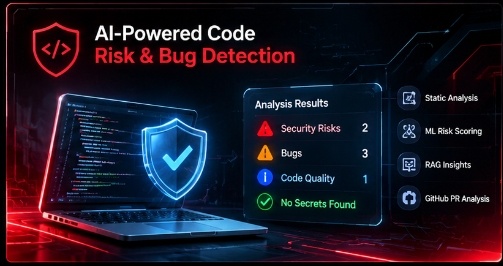 </>
AI-Powered Code
Risk & Bug Detection
Analysis Results
Security Risks 2
Bugs 3
Code Quality 1
No Secrets Found
Static Analysis
ML Risk Scoring
RAG Insights
GitHub PR Analysis